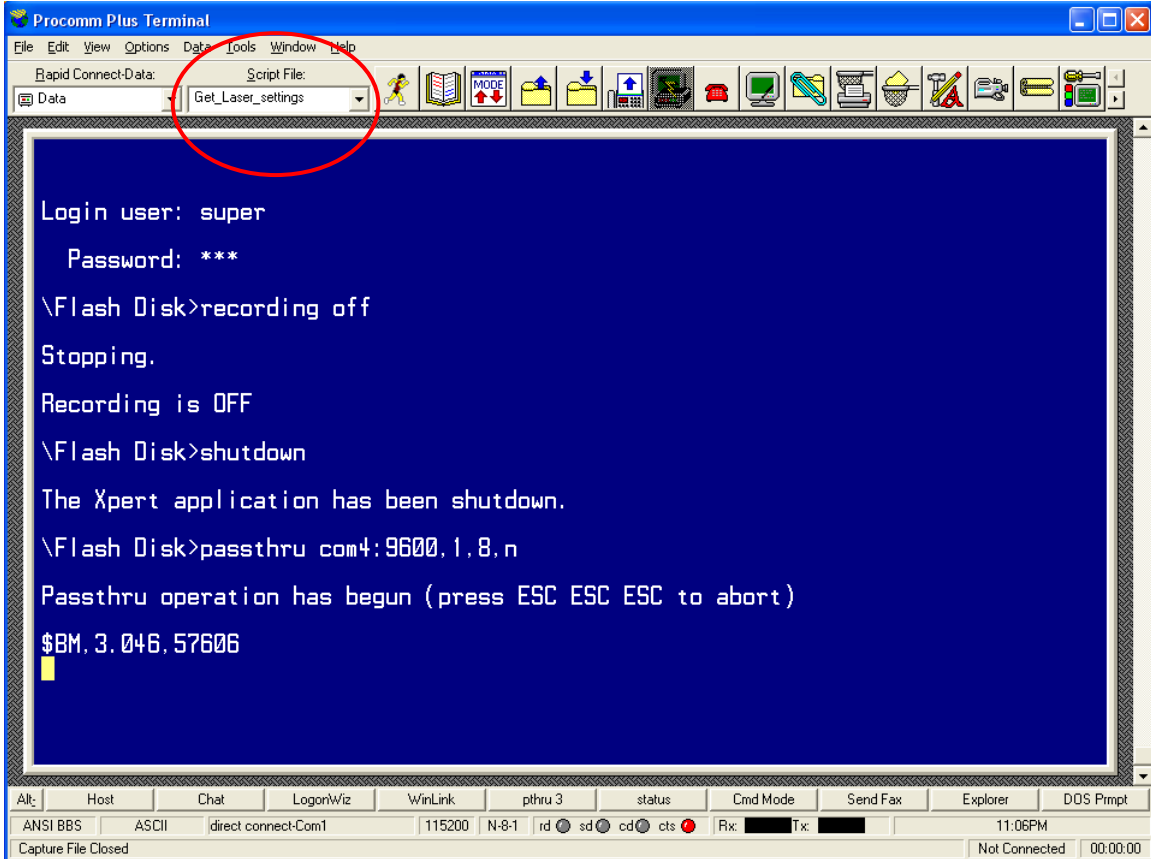 Procomm Plus Terminal
File Edit View Options Data Tools Window Help
Rapid Connect-Data: Script File:
Data Get_Laser_settings
MODE
Login user: super
Password: ***
\Flash Disk>recording off
Stopping.
Recording is OFF
\Flash Disk>shutdown
The Xpert application has been shutdown.
\Flash Disk>passthru com4:9600,1,8,n
Passthru operation has begun (press ESC ESC ESC to abort)
$BM,3.046,57606
Alt- Host Chat LogonWiz WinLink pthru 3 status Cmd Mode Send Fax Explorer DOS Prmpt
ANSI BBS ASCII direct connect-Com1 115200 N-8-1 rd sd cd cts Rx: Tx: 11:06PM
Capture File Closed Not Connected 00:00:00